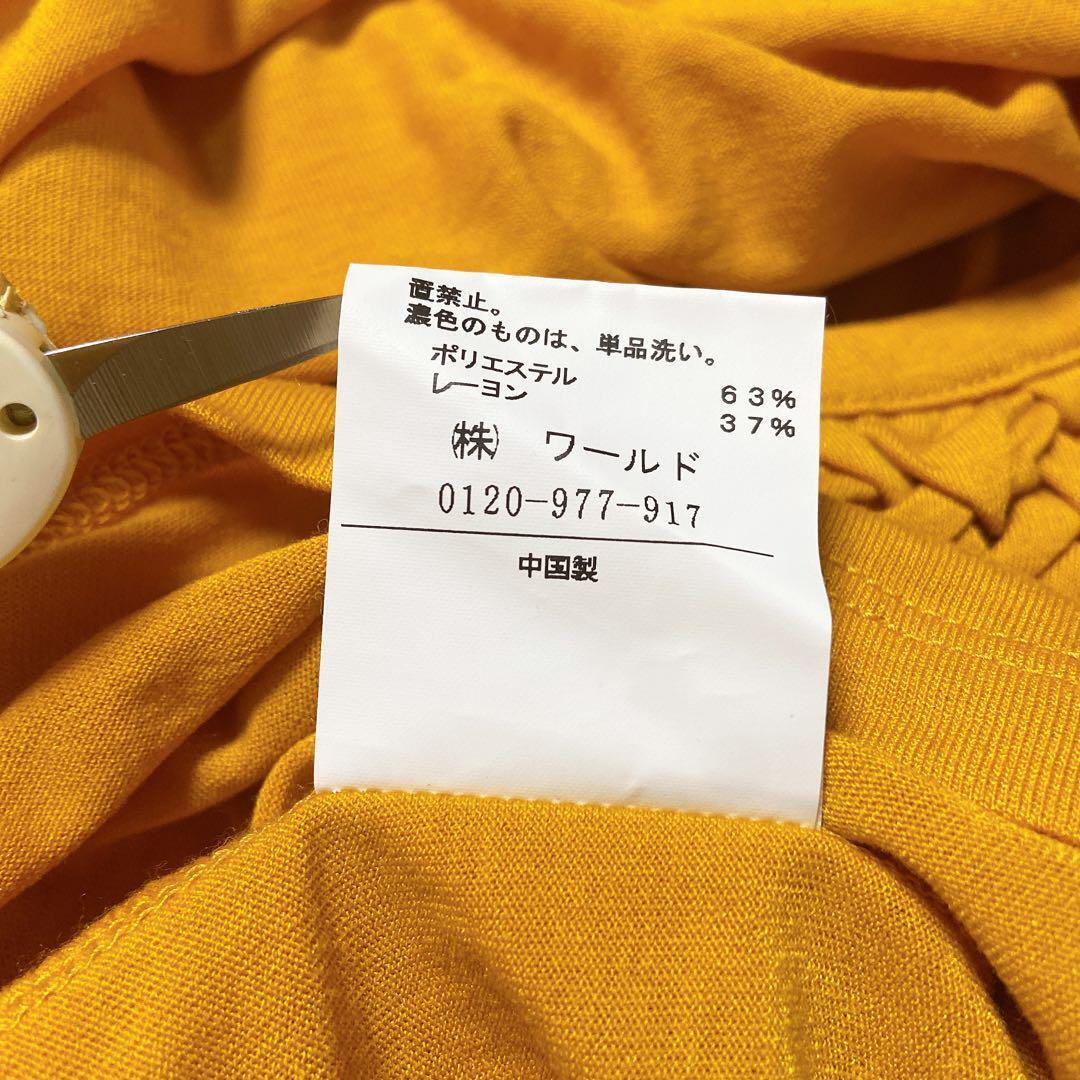 置禁止。
濃色のものは、単品洗い。
ポリエステル 63%
レーヨン 37%
(株) ワールド
0120-977-917
中国製